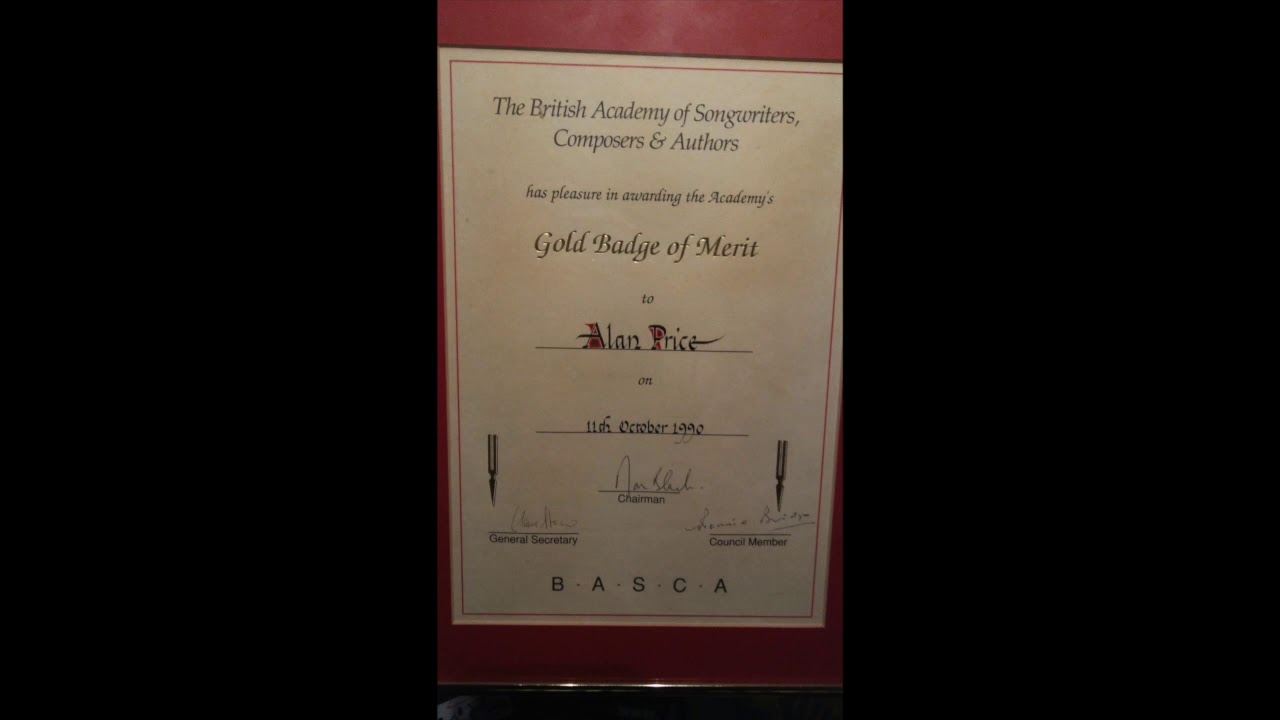 The British Academy of Songwriters,
Composers & Authors
has pleasure in awarding the Academy's
Gold Badge of Merit
to
Alan Price
on
11th October 1990
Chairman
General Secretary
Council Member
B · A · S · C · A